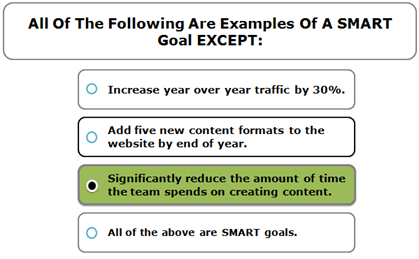 All Of The Following Are Examples Of A SMART
Goal EXCEPT:
Increase year over year traffic by 30%.
Add five new content formats to the
website by end of year.
Significantly reduce the amount of time
the team spends on creating content.
All of the above are SMART goals.